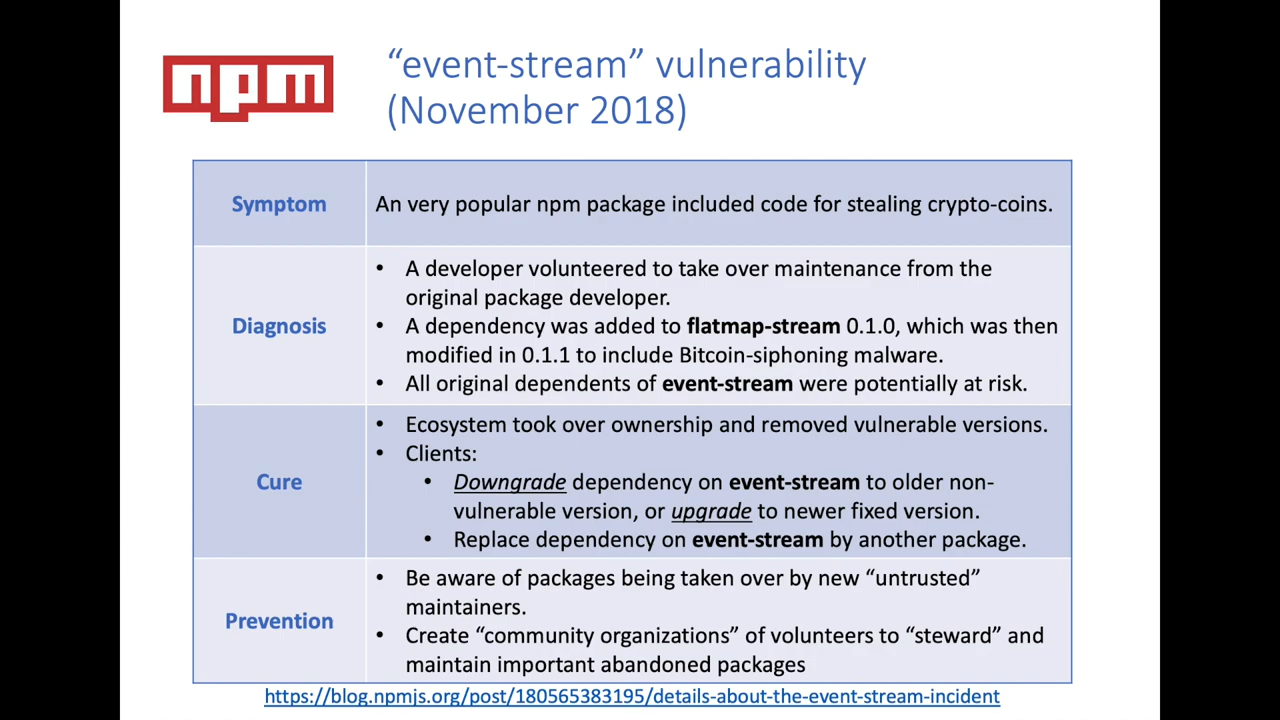 npm
“event-stream” vulnerability
(November 2018)
Symptom
An very popular npm package included code for stealing crypto-coins.
Diagnosis
• A developer volunteered to take over maintenance from the
original package developer.
• A dependency was added to flatmap-stream 0.1.0, which was then
modified in 0.1.1 to include Bitcoin-siphoning malware.
• All original dependents of event-stream were potentially at risk.
Cure
• Ecosystem took over ownership and removed vulnerable versions.
• Clients:
• Downgrade dependency on event-stream to older non-
vulnerable version, or upgrade to newer fixed version.
• Replace dependency on event-stream by another package.
Prevention
• Be aware of packages being taken over by new “untrusted”
maintainers.
• Create “community organizations” of volunteers to “steward” and
maintain important abandoned packages
https://blog.npmjs.org/post/180565383195/details-about-the-event-stream-incident